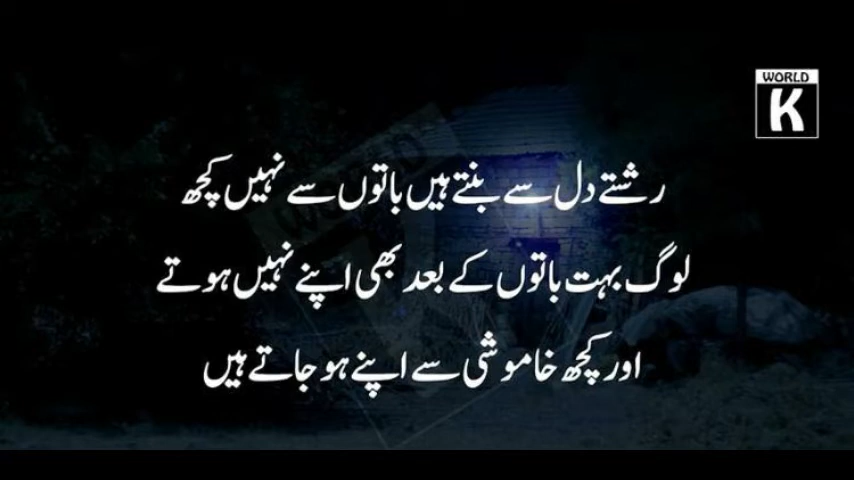 WORLD
K
رشتے دل سے بنتے ہیں باتوں سے نہیں کچھ
لوگ بہت باتوں کے بعد بھی اپنے نہیں ہوتے
اور کچھ خاموشی سے اپنے ہو جاتے ہیں